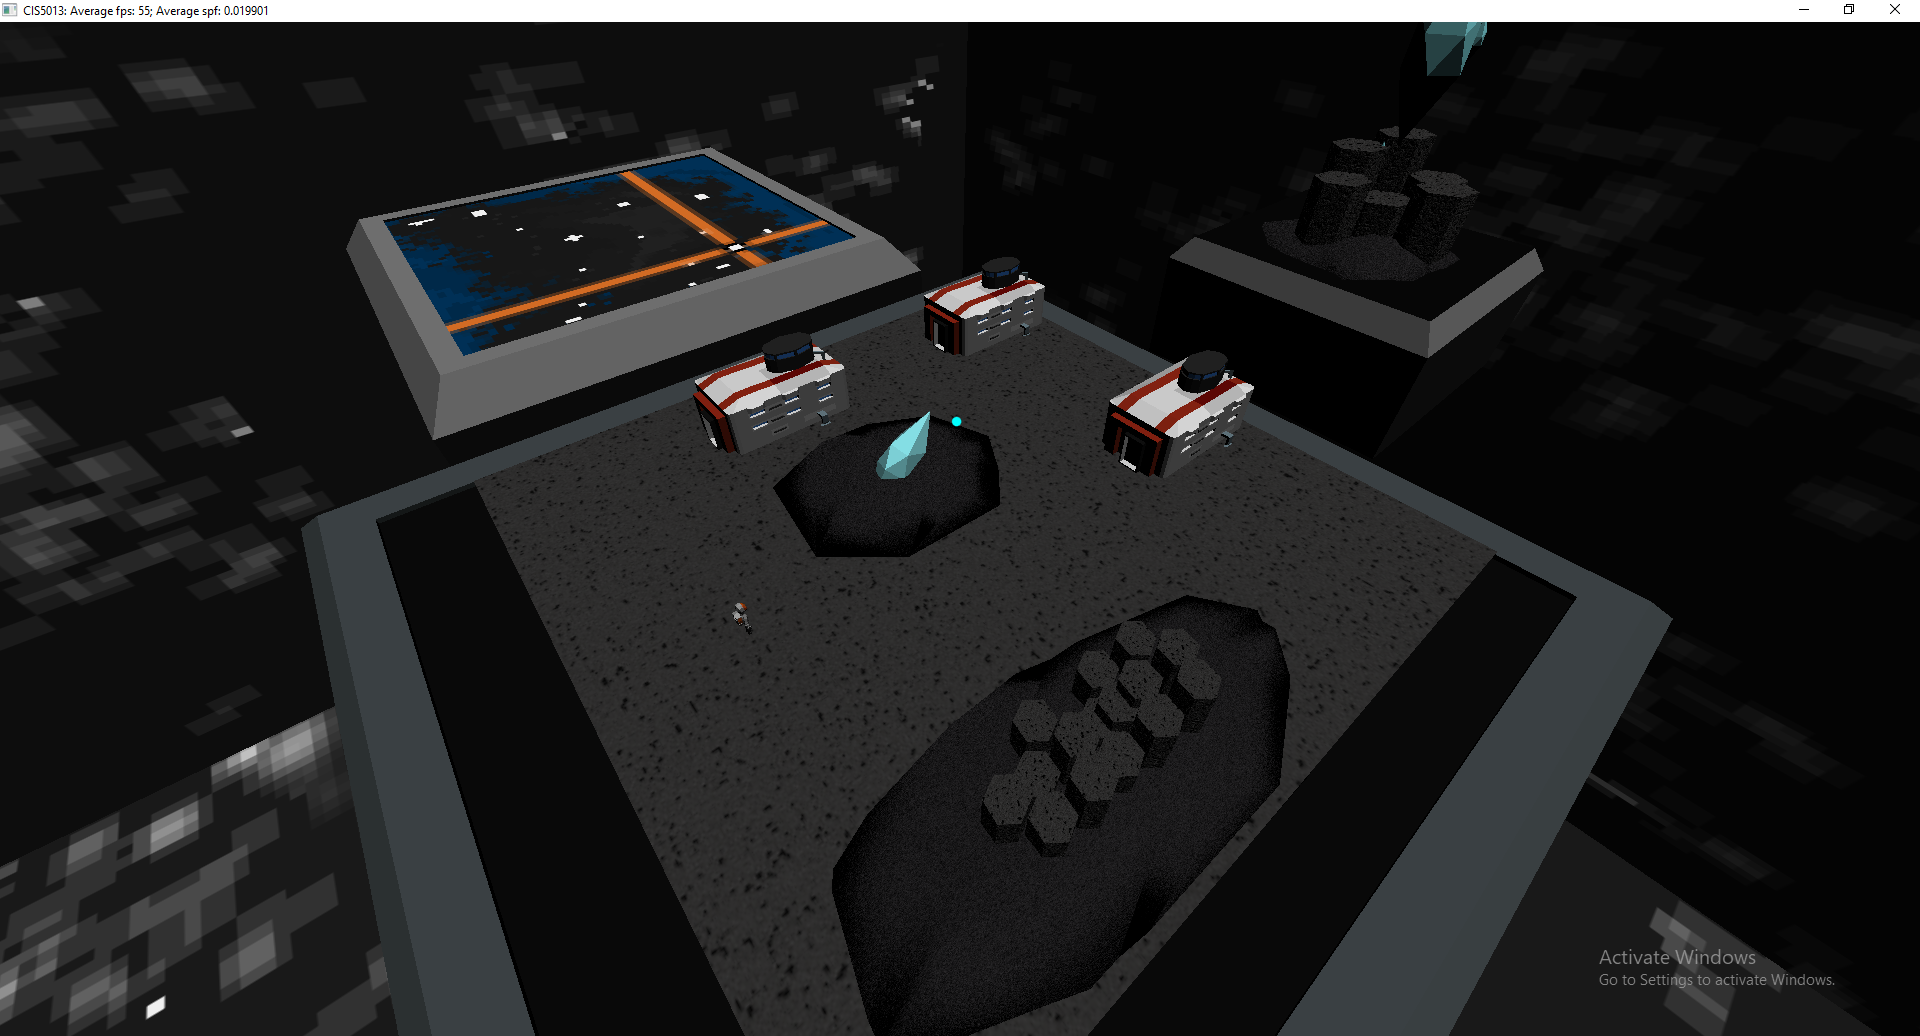 CIS5013: Average fps: 55; Average spf: 0.019901
Activate Windows
Go to Settings to activate Windows.